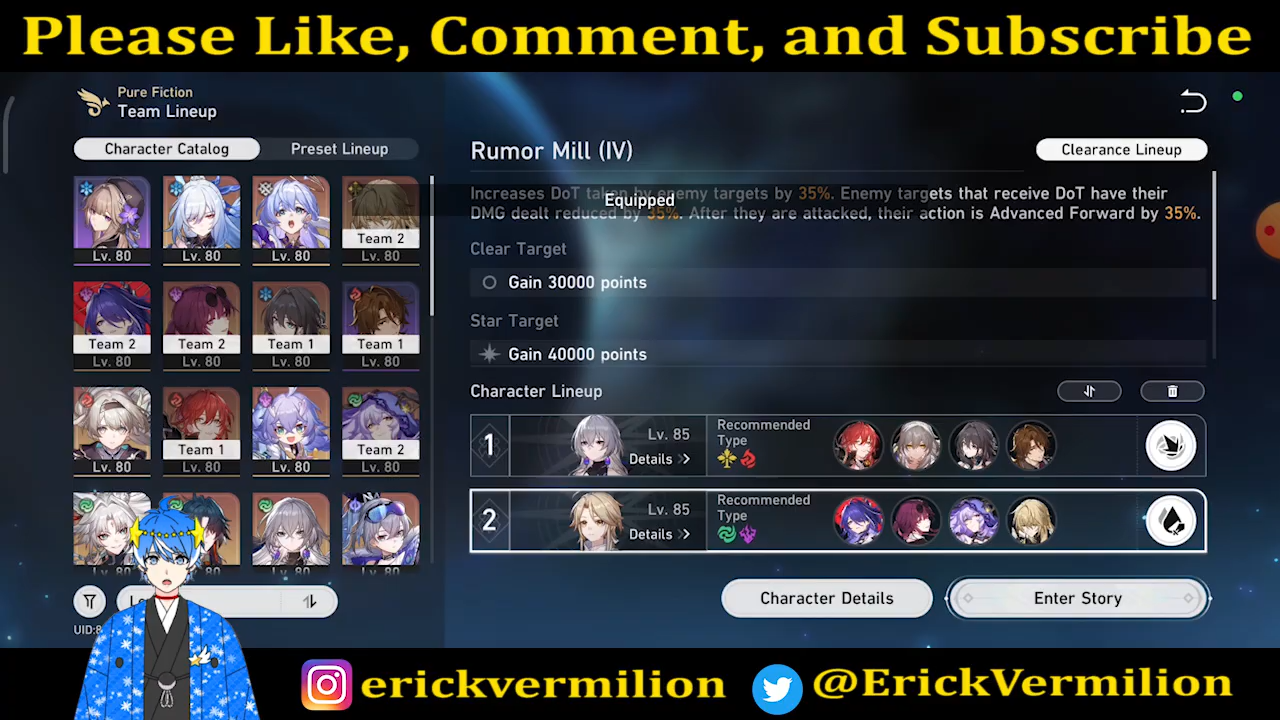 Please Like, Comment, and Subscribe
Pure Fiction
Team Lineup
Character Catalog
Preset Lineup
Team 2
Lv. 80
Lv. 80
Lv. 80
Lv. 80
Team 2
Team 2
Team 1
Team 1
Lv. 80
Lv. 80
Lv. 80
Lv. 80
Team 1
Team 2
Lv. 80
Lv. 80
Lv. 80
Lv. 80
UID:8
Rumor Mill (IV)
Clearance Lineup
Increases DoT taken by enemy targets by 35%. Enemy targets that receive DoT have their
DMG dealt reduced by 35%. After they are attacked, their action is Advanced Forward by 35%.
Equipped
Clear Target
Gain 30000 points
Star Target
Gain 40000 points
Character Lineup
1
Lv. 85
Details >>
Recommended
Type
2
Lv. 85
Details >>
Recommended
Type
Character Details
Enter Story
erickvermilion
@ErickVermilion